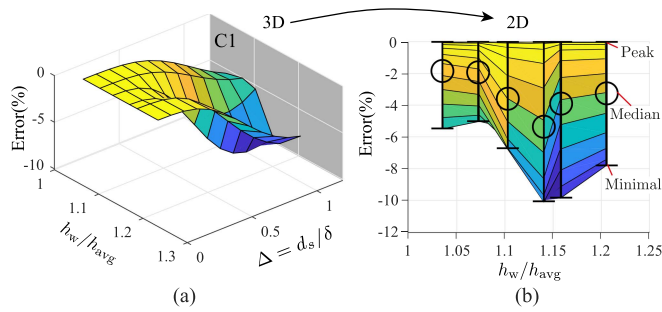 3D
2D
C1
0
-5
-10
Error(%)
1
1.1
1.2
1.3
h_w/h_avg
0
0.5
1
Δ = d_s/δ
(a)
0
-2
-4
-6
-8
-10
-12
Error(%)
Peak
Median
Minimal
1
1.05
1.1
1.15
1.2
1.25
h_w/h_avg
(b)